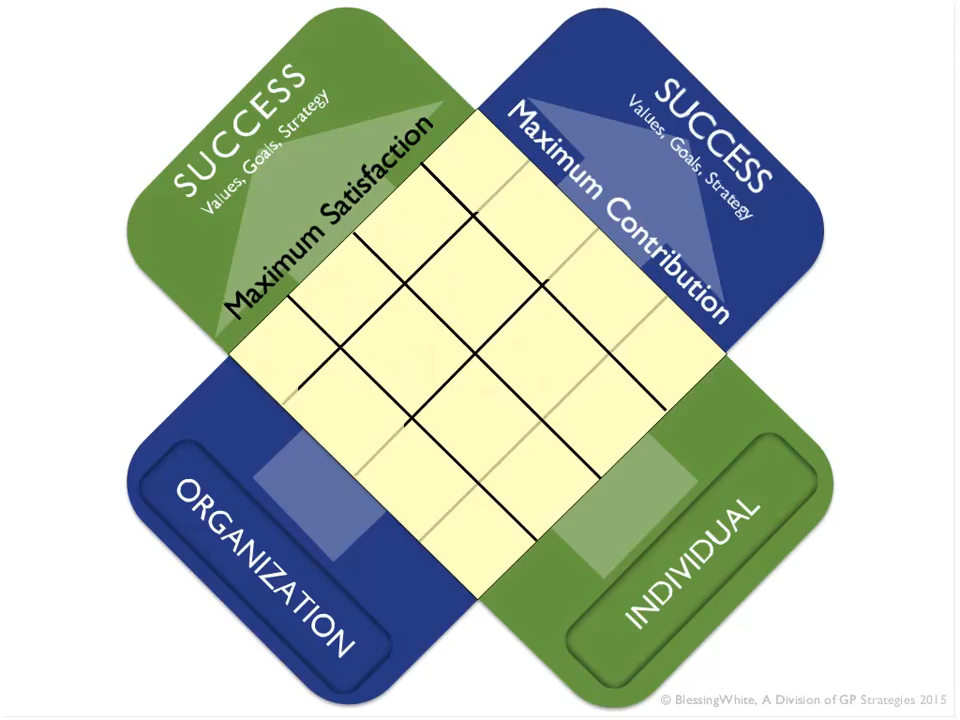 SUCCESS
Values, Goals, Strategy
Maximum Satisfaction
SUCCESS
Values, Goals, Strategy
Maximum Contribution
ORGANIZATION
INDIVIDUAL
© BlessingWhite, A Division of GP Strategies 2015